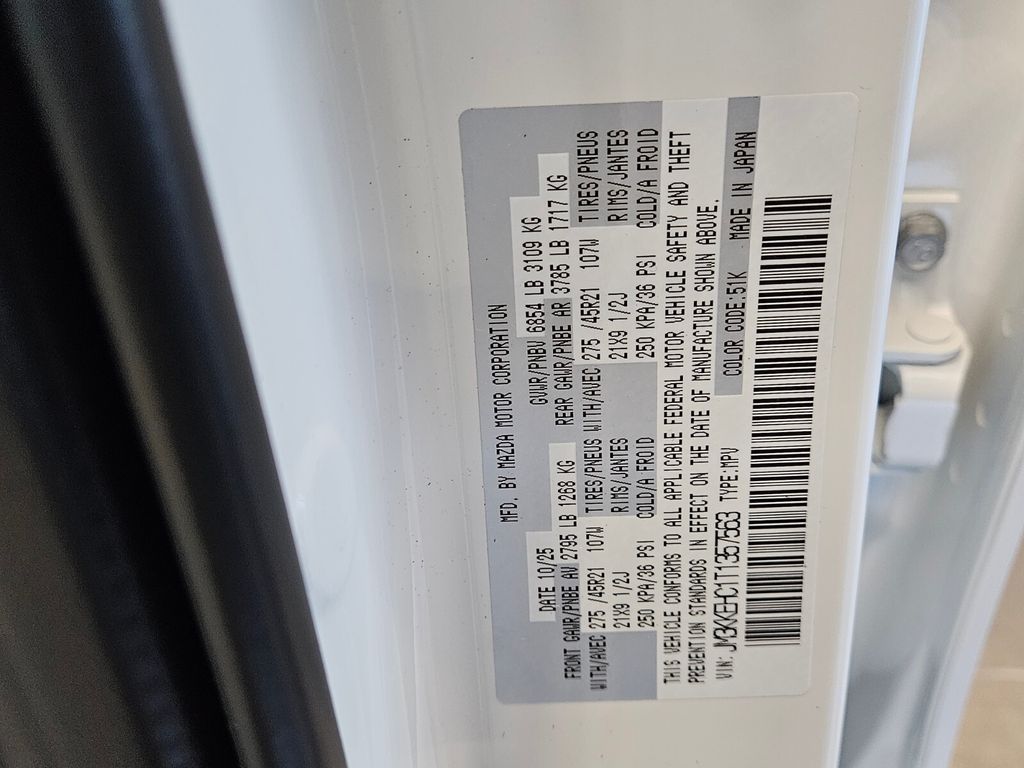 MFD. BY MAZDA MOTOR CORPORATION
DATE 10/25 GVWR/PNBV 6854 LB 3109 KG
FRONT GAWR/PNBE AV 2795 LB 1268 KG REAR GAWR/PNBE AR 3785 LB 1717 KG
WITH/AVEC 275 /45R21 107W TIRES/PNEUS WITH/AVEC 275 /45R21 107W TIRES/PNEUS
21X9 1/2J RIMS/JANTES 21X9 1/2J RIMS/JANTES
250 KPA/36 PSI COLD/A FROID 250 KPA/36 PSI COLD/A FROID
THIS VEHICLE CONFORMS TO ALL APPLICABLE FEDERAL MOTOR VEHICLE SAFETY AND THEFT
PREVENTION STANDARDS IN EFFECT ON THE DATE OF MANUFACTURE SHOWN ABOVE.
VIN: JM3KKEHC1T1357563 TYPE:MPV COLOR CODE:51K MADE IN JAPAN